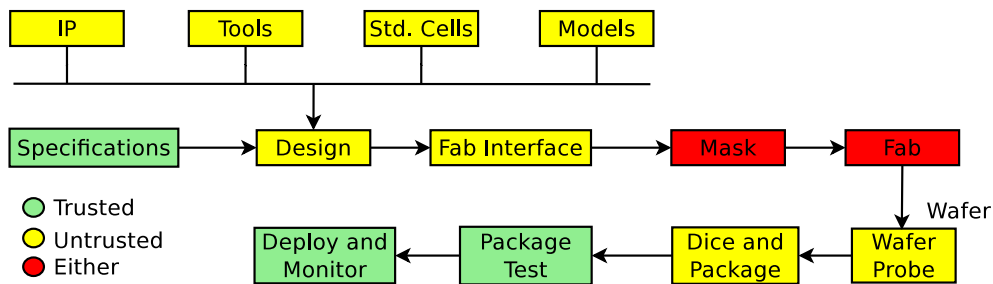 IP
Tools
Std. Cells
Models
Specifications
Design
Fab Interface
Mask
Fab
Wafer
Trusted
Untrusted
Either
Deploy and
Monitor
Package
Test
Dice and
Package
Wafer
Probe